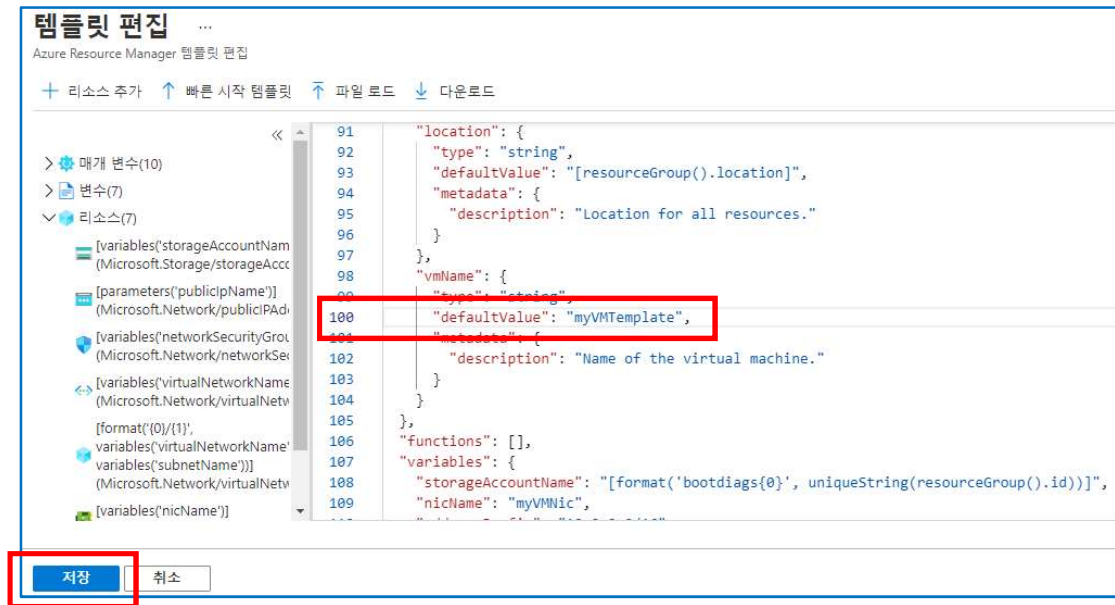 템플릿 편집 ...
Azure Resource Manager 템플릿 편집
리소스 추가 빠른 시작 템플릿 파일 로드 다운로드
매개 변수(10)
변수(7)
리소스(7)
[variables('storageAccountNam
(Microsoft.Storage/storageAccc
[parameters('publicIpName')]
(Microsoft.Network/publicIPAd
[variables('networkSecurityGrou
(Microsoft.Network/networkSec
[variables('virtualNetworkName
(Microsoft.Network/virtualNetw
[format('{0}/{1}',
variables('virtualNetworkName'
variables('subnetName'))]
(Microsoft.Network/virtualNetw
[variables('nicName')]
91 "location": {
92 "type": "string",
93 "defaultValue": "[resourceGroup().location]",
94 "metadata": {
95 "description": "Location for all resources."
96 }
97 },
98 "vmName": {
99 "type": "string",
100 "defaultValue": "myVMTemplate",
101 "metadata": {
102 "description": "Name of the virtual machine."
103 }
104 }
105 },
106 "functions": [],
107 "variables": {
108 "storageAccountName": "[format('bootdiags{0}', uniqueString(resourceGroup().id))]",
109 "nicName": "myVMNic",
저장 취소